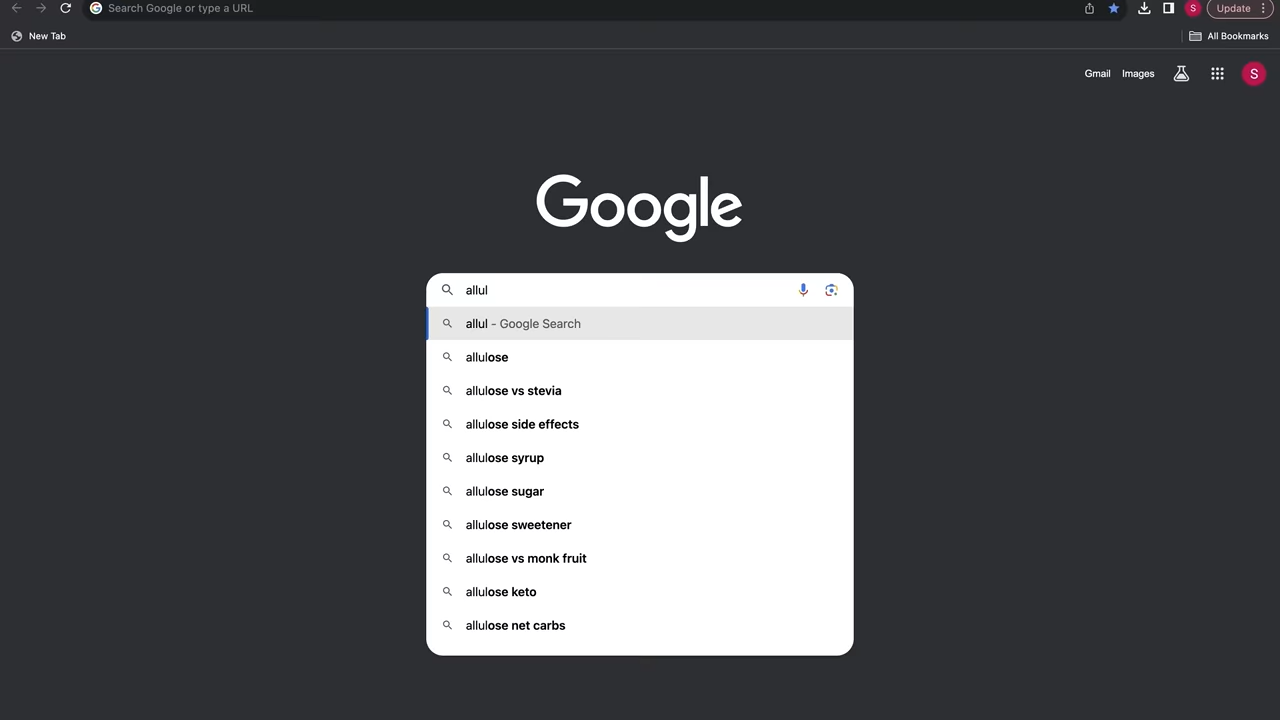 Search Google or type a URL
S
Update
New Tab
All Bookmarks
Gmail
Images
S
Google
allul
allul - Google Search
allulose
allulose vs stevia
allulose side effects
allulose syrup
allulose sugar
allulose sweetener
allulose vs monk fruit
allulose keto
allulose net carbs